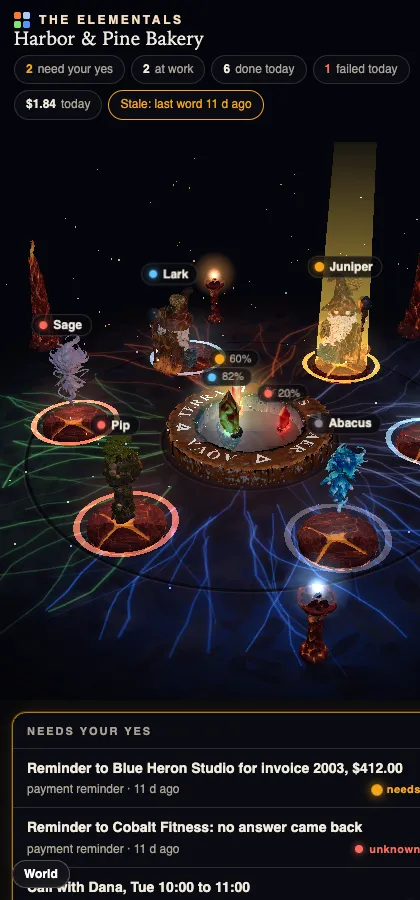 THE ELEMENTALS
Harbor & Pine Bakery
2 need your yes
2 at work
6 done today
1 failed today
$1.84 today
Stale: last word 11 d ago
Lark
Juniper
Sage
60%
82%
20%
Pip
Abacus
NEEDS YOUR YES
Reminder to Blue Heron Studio for invoice 2003, $412.00
payment reminder · 11 d ago
needs
Reminder to Cobalt Fitness: no answer came back
payment reminder · 11 d ago
unknown
World
Call with Dana, Tue 10:00 to 11:00